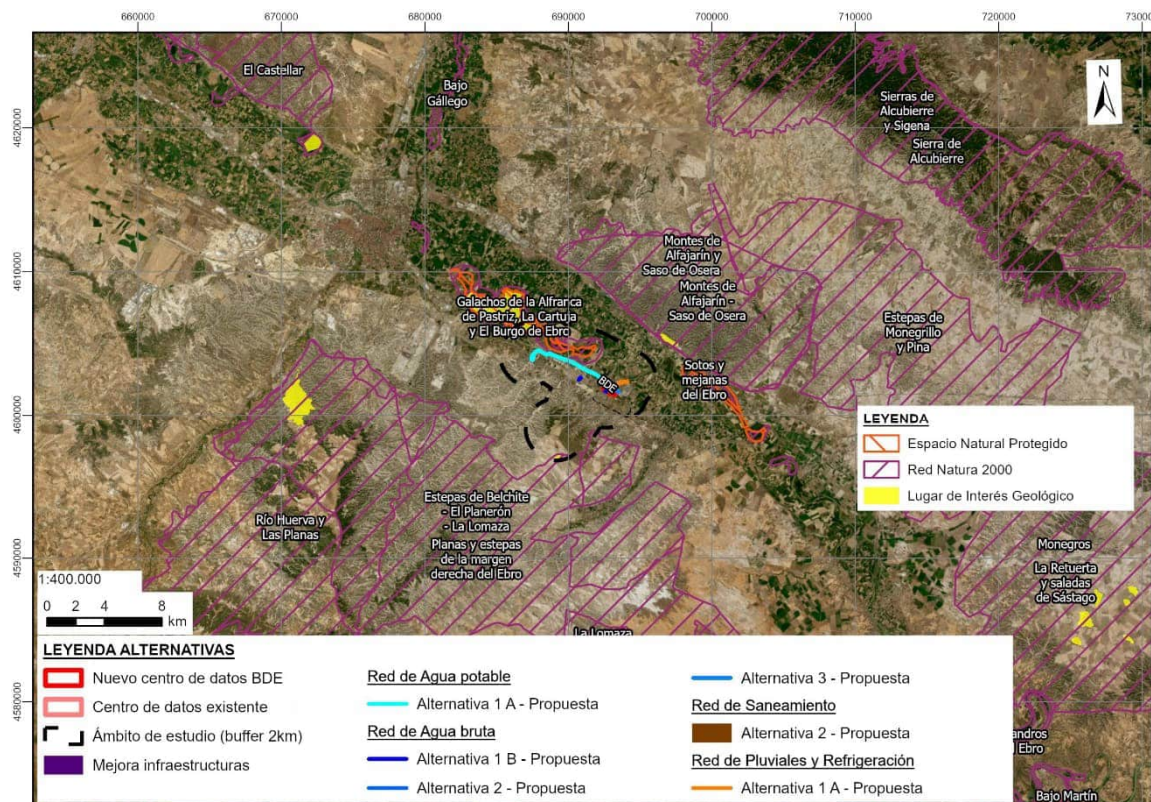 660000
670000
680000
690000
700000
710000
720000
73000
4620000
4610000
4600000
4590000
4580000
N
El Castellar
Bajo
Gállego
Sierras de
Alcubierre
y Sigena
Sierra de
Alcubierre
Montes de
Alfajarín y
Saso de Osera
Montes de
Alfajarín -
Saso de Osera
Galachos de la Alfranca
de Pastriz, La Cartuja
y El Burgo de Ebro
Estepas de
Monegrillo
y Pina
BDE
Sotos y
mejanas
del Ebro
LEYENDA
Espacio Natural Protegido
Red Natura 2000
Lugar de Interés Geológico
Río Huerva y
Las Planas
Estepas de Belchite
- El Planerón
- La Lomaza
Planas y estepas
de la margen
derecha del Ebro
Monegros
La Retuerta
y saladas
de Sástago
La Lomaza
1:400.000
0 2 4 8
km
LEYENDA ALTERNATIVAS
Nuevo centro de datos BDE
Centro de datos existente
Ámbito de estudio (buffer 2km)
Mejora infraestructuras
Red de Agua potable
Alternativa 1 A - Propuesta
Red de Agua bruta
Alternativa 1 B - Propuesta
Alternativa 2 - Propuesta
Alternativa 3 - Propuesta
Red de Saneamiento
Alternativa 2 - Propuesta
Red de Pluviales y Refrigeración
Alternativa 1 A - Propuesta
andros
l Ebro
Bajo Martín